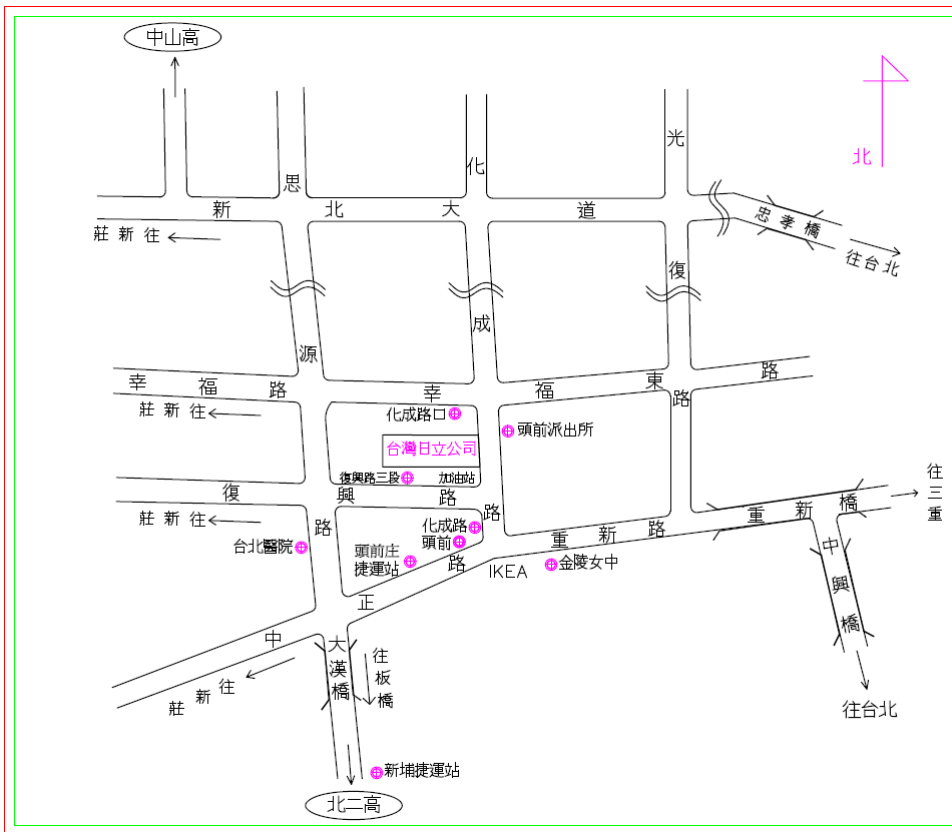 中山高
北
思
化
光
新北大道
忠孝橋
莊新往
往台北
源
成
復
幸福路
幸福東路
路
莊新往
化成路口
頭前派出所
台灣日立公司
復興路三段
加油站
復興路
路
路
莊新往
台北醫院
化成路
頭前
頭前庄
捷運站
重新路
重新橋
往三重
IKEA
金陵女中
中正路
中興橋
莊新往
大漢橋
往板橋
往台北
新埔捷運站
北二高